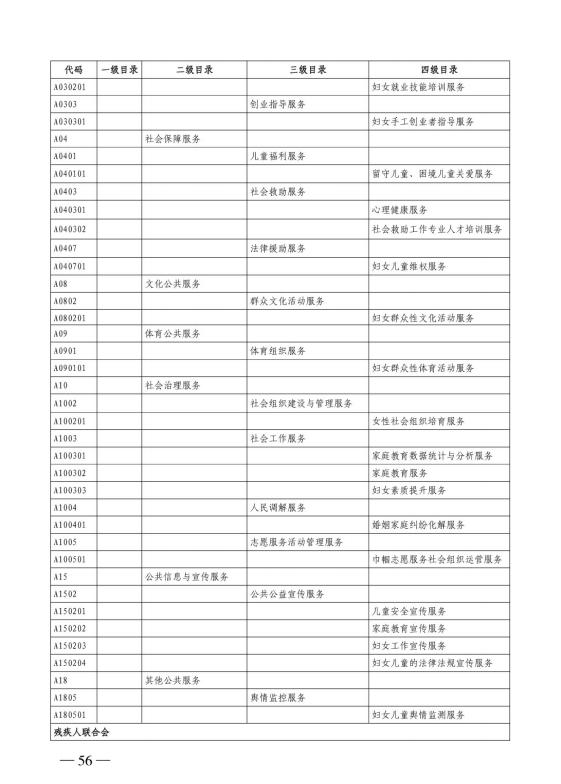 代码 一级目录 二级目录 三级目录 四级目录
A030201 妇女就业技能培训服务
A0303 创业指导服务
A030301 妇女手工创业者指导服务
A04 社会保障服务
A0401 儿童福利服务
A040101 留守儿童、困境儿童关爱服务
A0403 社会救助服务
A040301 心理健康服务
A040302 社会救助工作专业人才培训服务
A0407 法律援助服务
A040701 妇女儿童维权服务
A08 文化公共服务
A0802 群众文化活动服务
A080201 妇女群众性文化活动服务
A09 体育公共服务
A0901 体育组织服务
A090101 妇女群众性体育活动服务
A10 社会治理服务
A1002 社会组织建设与管理服务
A100201 女性社会组织培育服务
A1003 社会工作服务
A100301 家庭教育数据统计与分析服务
A100302 家庭教育服务
A100303 妇女素质提升服务
A1004 人民调解服务
A100401 婚姻家庭纠纷化解服务
A1005 志愿服务活动管理服务
A100501 巾帼志愿服务社会组织运营服务
A15 公共信息与宣传服务
A1502 公共公益宣传服务
A150201 儿童安全宣传服务
A150202 家庭教育宣传服务
A150203 妇女工作宣传服务
A150204 妇女儿童的法律法规宣传服务
A18 其他公共服务
A1805 舆情监控服务
A180501 妇女儿童舆情监测服务
残疾人联合会
— 56 —